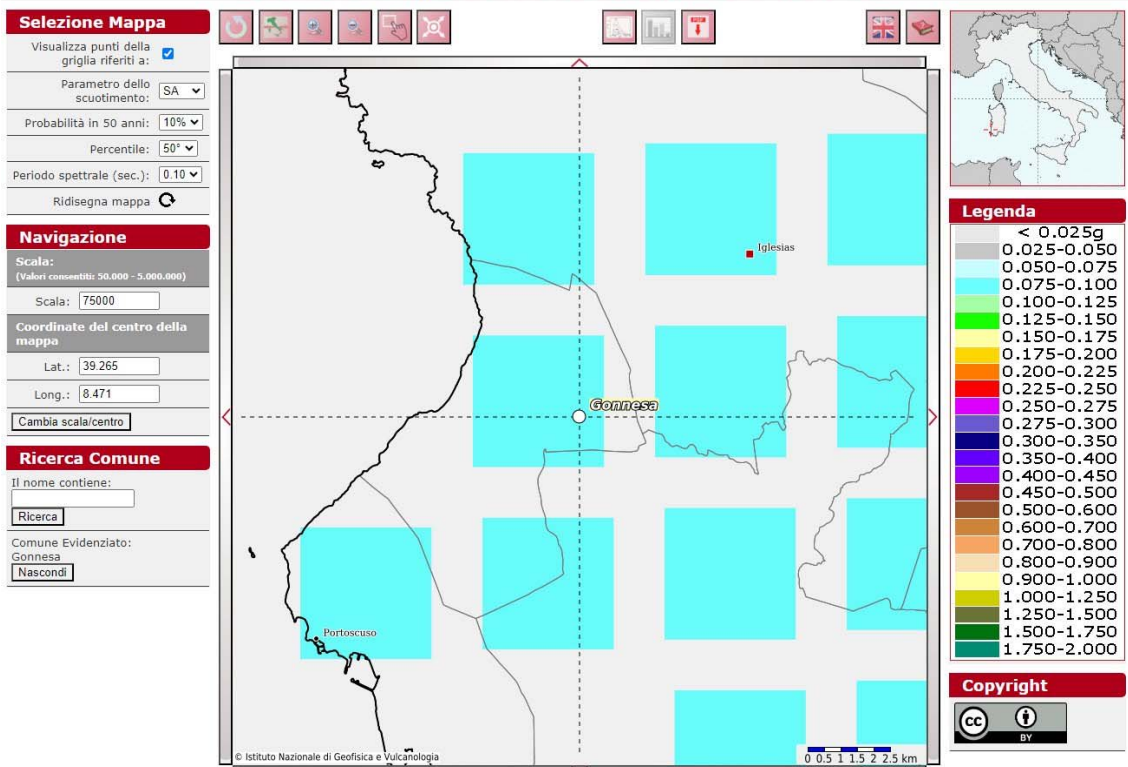 Selezione Mappa
Visualizza punti della
griglia riferiti a:
Parametro dello
scuotimento:
SA
Probabilità in 50 anni:
10%
Percentile:
50°
Periodo spettrale (sec.):
0.10
Ridisegna mappa
Navigazione
Scala:
(Valori consentiti: 50.000 - 5.000.000)
Scala:
75000
Coordinate del centro della
mappa
Lat.:
39.265
Long.:
8.471
Cambia scala/centro
Ricerca Comune
Il nome contiene:
Ricerca
Comune Evidenziato:
Gonnesa
Nascondi
PDF
Iglesias
Gonnesa
Portoscuso
© Istituto Nazionale di Geofisica e Vulcanologia
0 0.5 1 1.5 2 2.5 km
Legenda
< 0.025g
0.025-0.050
0.050-0.075
0.075-0.100
0.100-0.125
0.125-0.150
0.150-0.175
0.175-0.200
0.200-0.225
0.225-0.250
0.250-0.275
0.275-0.300
0.300-0.350
0.350-0.400
0.400-0.450
0.450-0.500
0.500-0.600
0.600-0.700
0.700-0.800
0.800-0.900
0.900-1.000
1.000-1.250
1.250-1.500
1.500-1.750
1.750-2.000
Copyright
cc
BY